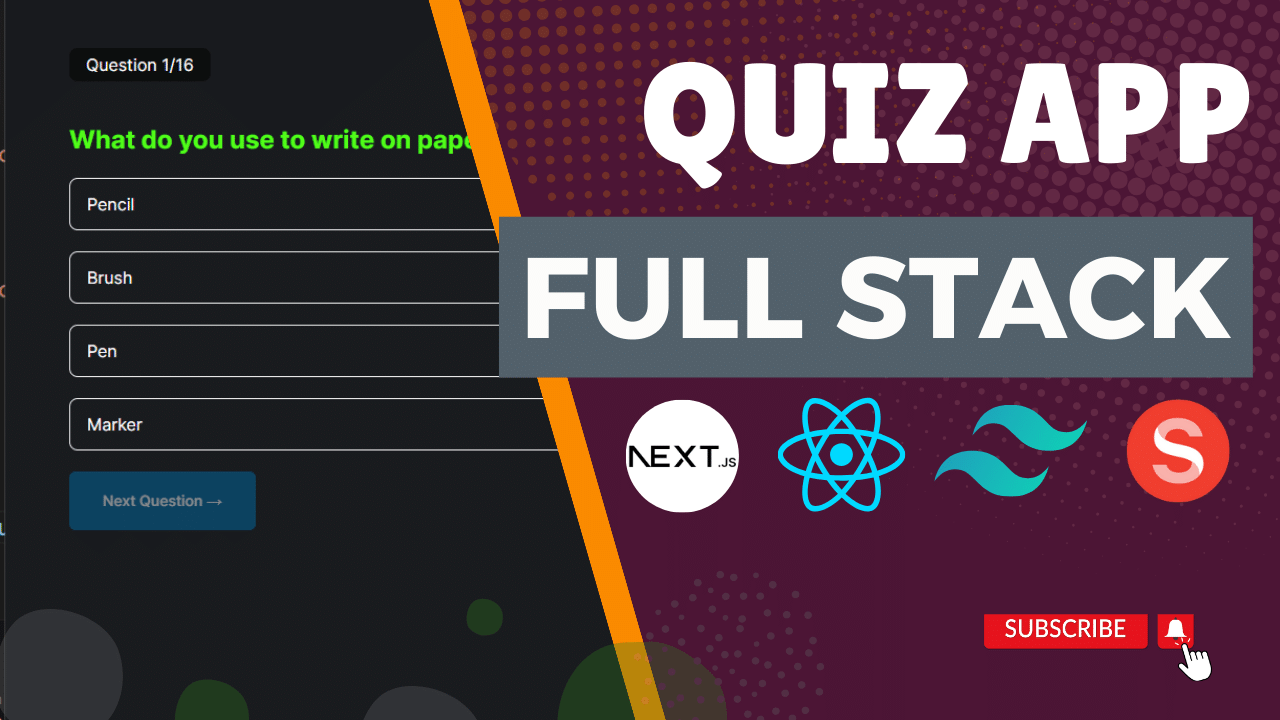 Question 1/16
What do you use to write on pape
Pencil
Brush
Pen
Marker
Next Question →
QUIZ APP
FULL STACK
NEXT.JS
S
SUBSCRIBE